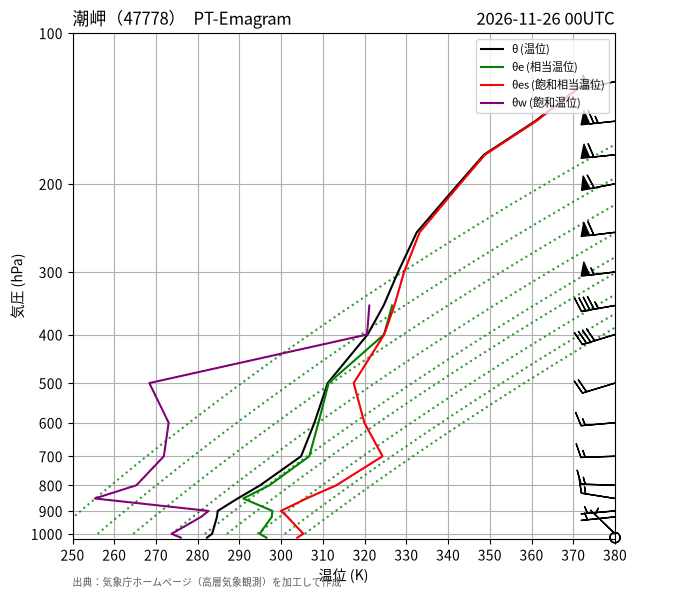 潮岬（47778） PT-Emagram
2026-11-26 00UTC
θ (温位)
θe (相当温位)
θes (飽和相当温位)
θw (飽和温位)
気圧 (hPa)
100
200
300
400
500
600
700
800
900
1000
250 260 270 280 290 300 310 320 330 340 350 360 370 380
温位 (K)
出典：気象庁ホームページ（高層気象観測）を加工して作成